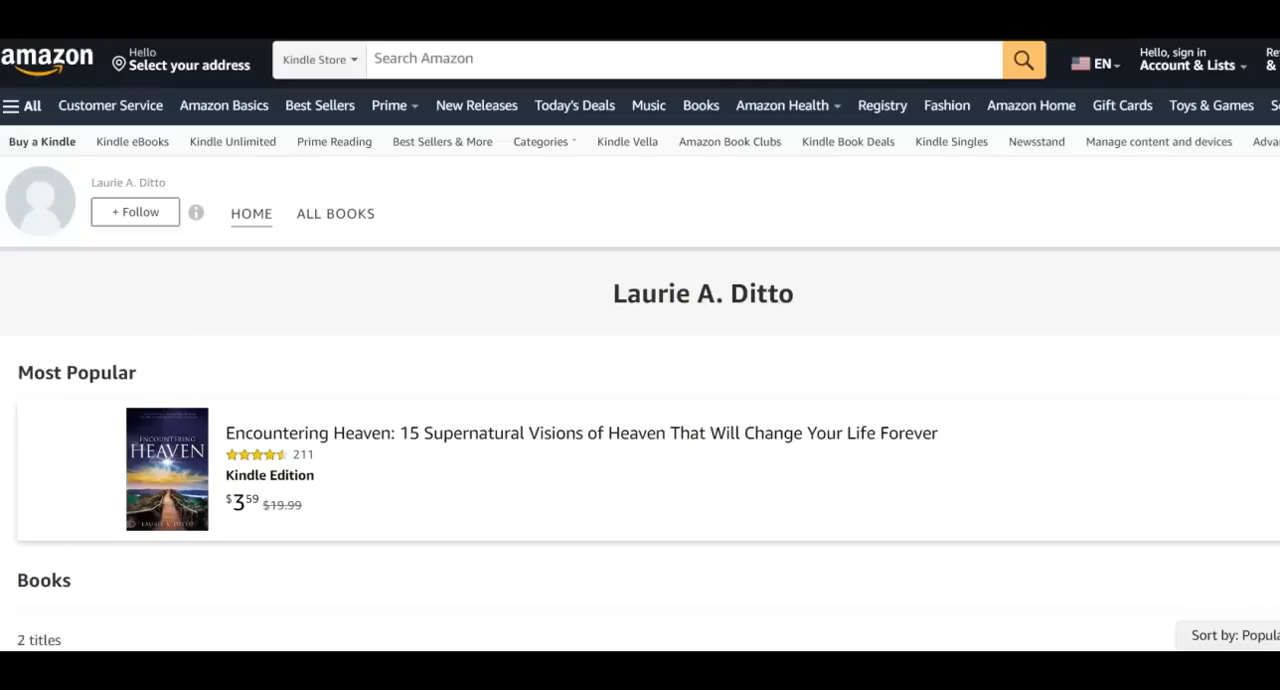 amazon
Hello
Select your address
Kindle Store
Search Amazon
EN
Hello, sign in
Account & Lists
Re
&
All Customer Service Amazon Basics Best Sellers Prime New Releases Today's Deals Music Books Amazon Health Registry Fashion Amazon Home Gift Cards Toys & Games S
Buy a Kindle Kindle eBooks Kindle Unlimited Prime Reading Best Sellers & More Categories Kindle Vella Amazon Book Clubs Kindle Book Deals Kindle Singles Newsstand Manage content and devices Adva
Laurie A. Ditto
+ Follow
HOME ALL BOOKS
Laurie A. Ditto
Most Popular
ENCOUNTERING
HEAVEN
LAURIE A. DITTO
Encountering Heaven: 15 Supernatural Visions of Heaven That Will Change Your Life Forever
211
Kindle Edition
$3 59 $19.99
Books
2 titles
Sort by: Popula